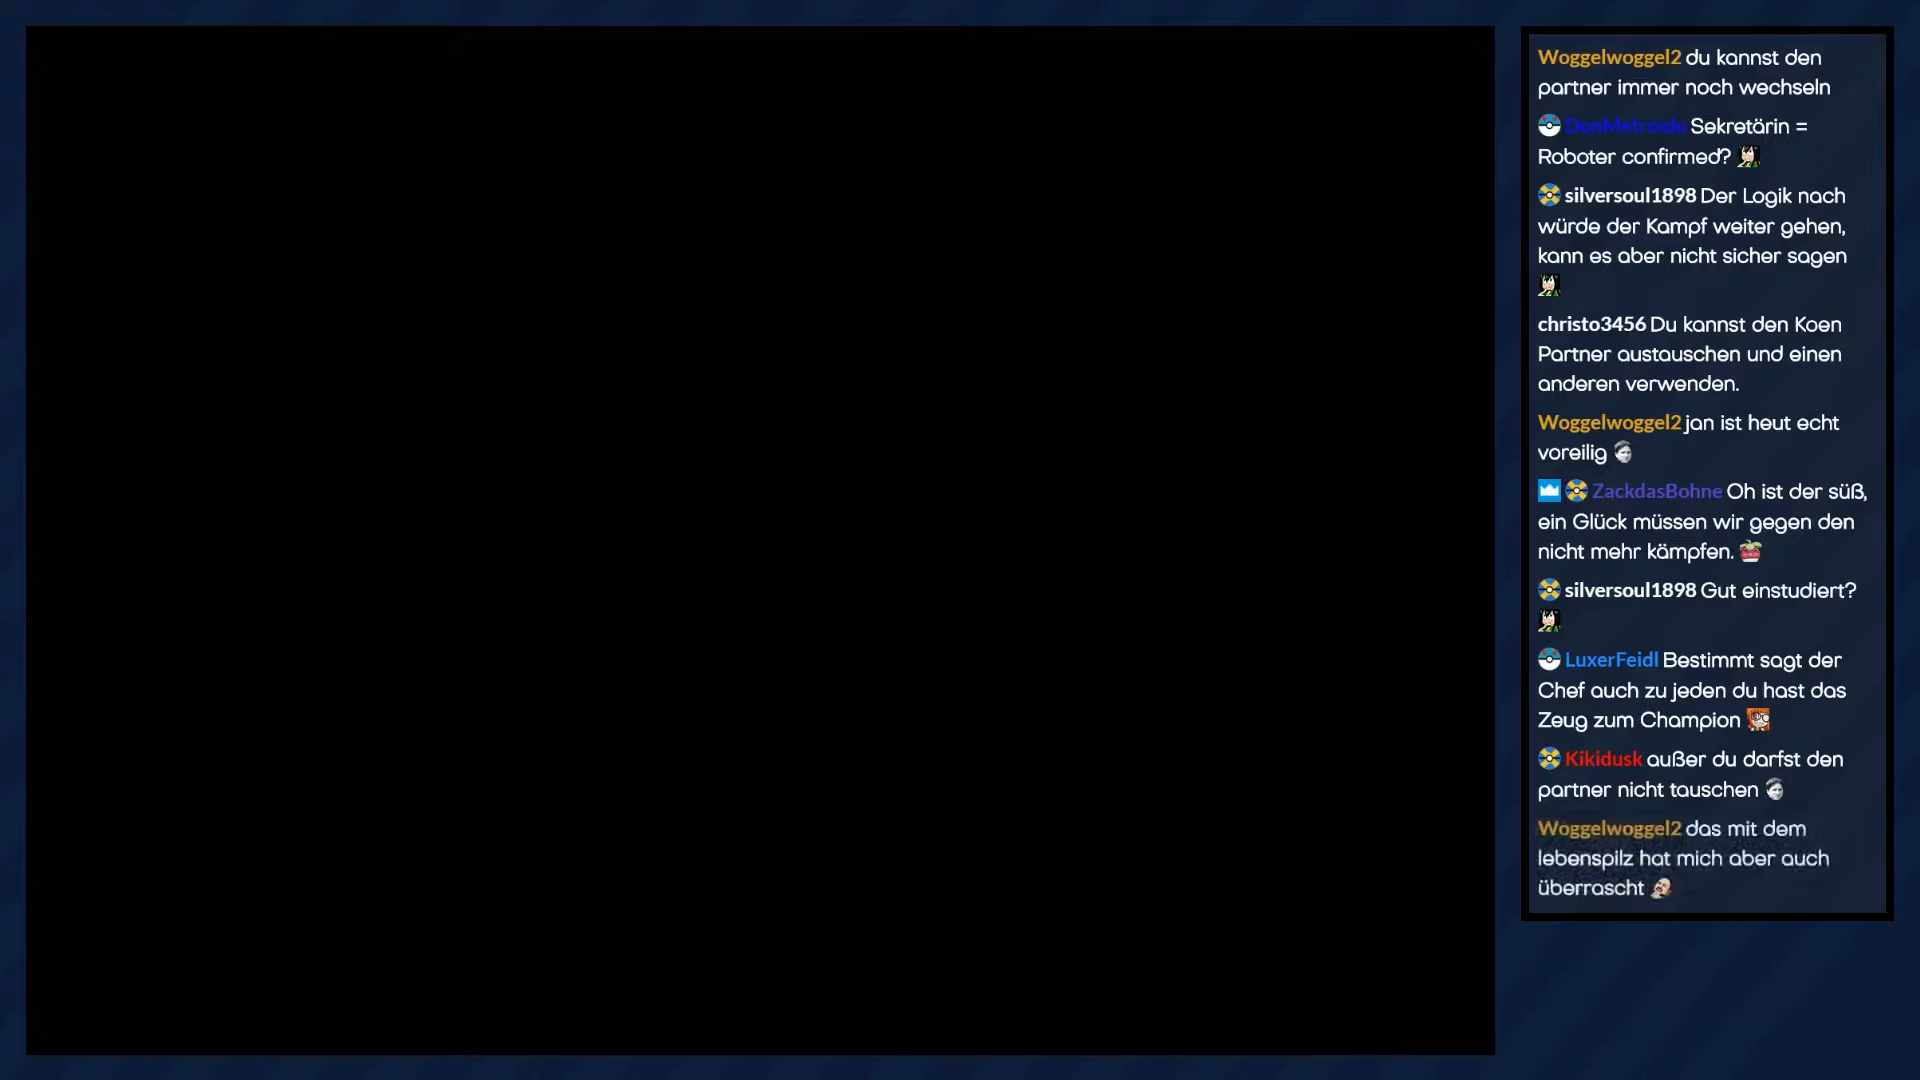 Woggelwoggel2 du kannst den
partner immer noch wechseln
DonMetroido Sekretärin =
Roboter confirmed?
silversoul1898 Der Logik nach
würde der Kampf weiter gehen,
kann es aber nicht sicher sagen
christo3456 Du kannst den Koen
Partner austauschen und einen
anderen verwenden.
Woggelwoggel2 jan ist heut echt
voreilig
ZackdasBohne Oh ist der süß,
ein Glück müssen wir gegen den
nicht mehr kämpfen.
silversoul1898 Gut einstudiert?
LuxerFeidl Bestimmt sagt der
Chef auch zu jeden du hast das
Zeug zum Champion
Kikidusk außer du darfst den
partner nicht tauschen
Woggelwoggel2 das mit dem
lebenspilz hat mich aber auch
überrascht